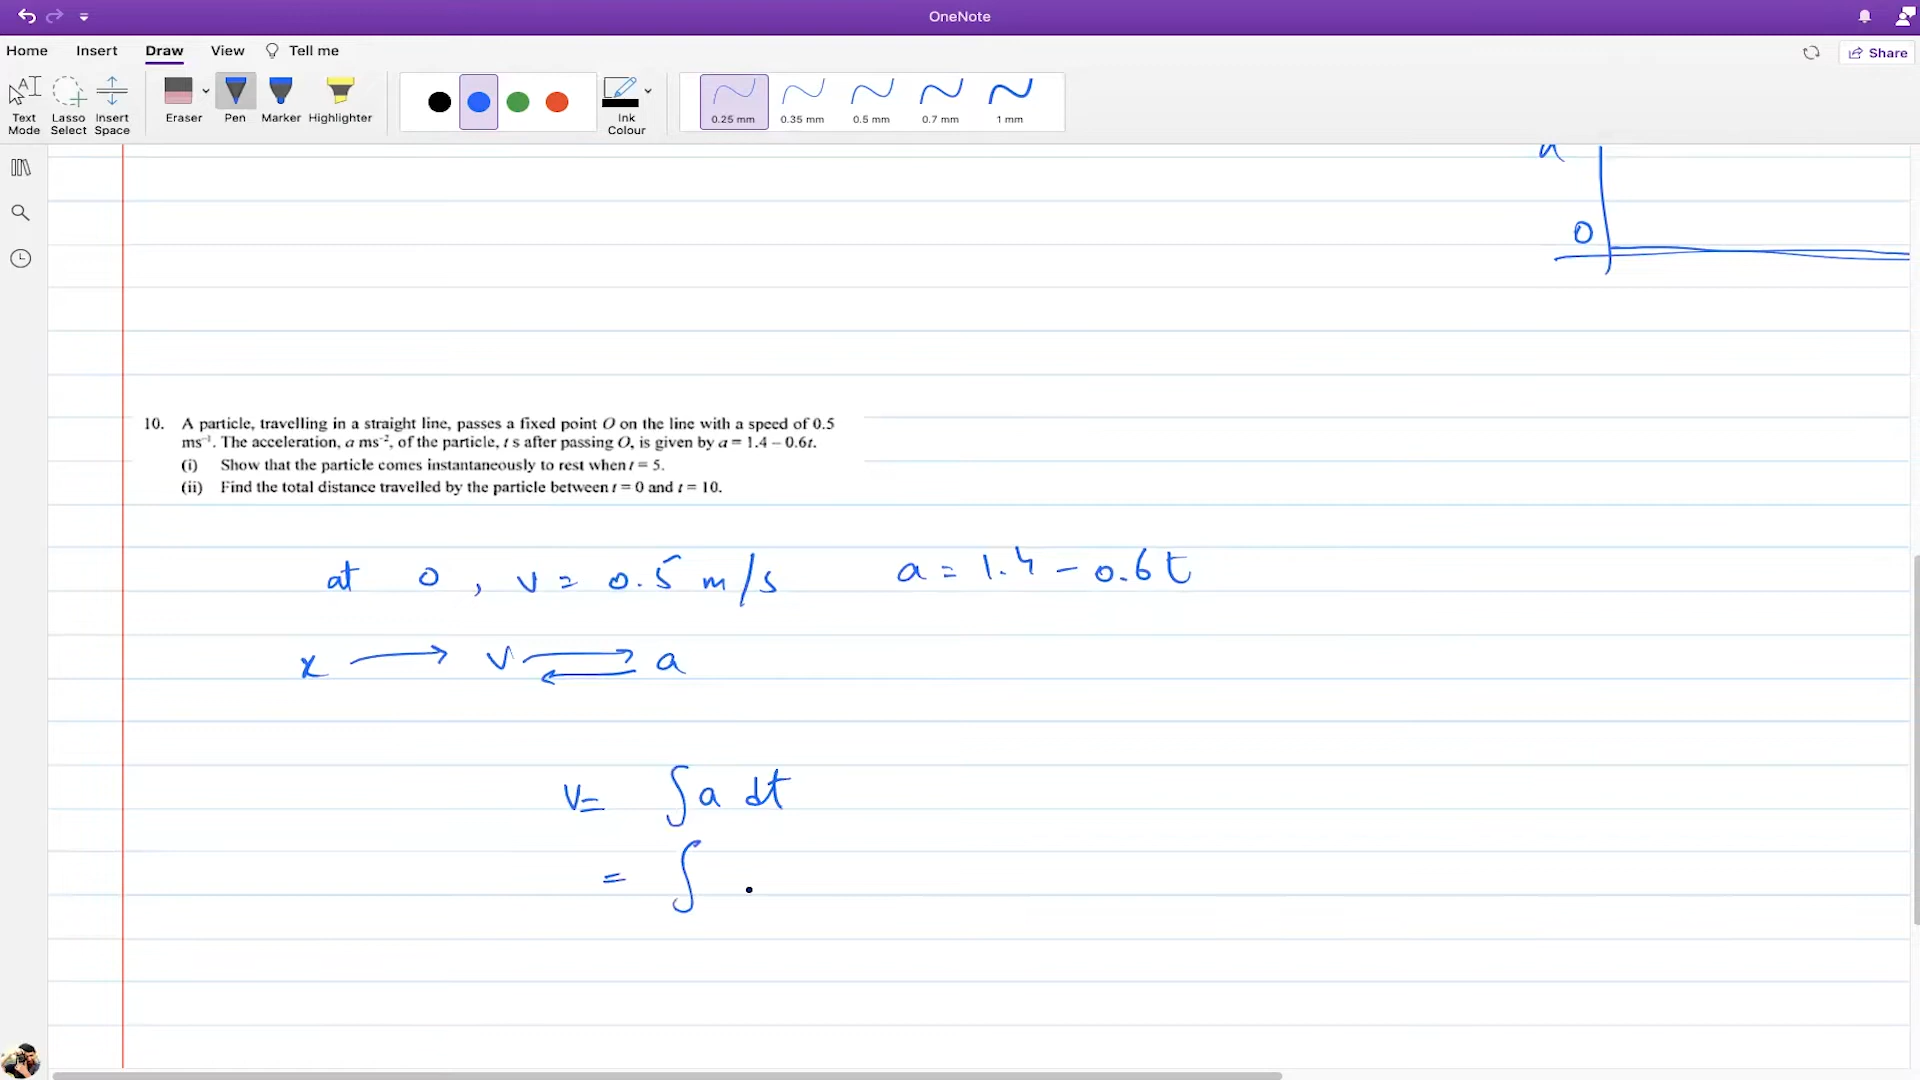 OneNote
Home Insert Draw View Tell me
Share
Text Mode
Lasso Select
Insert Space
Eraser
Pen
Marker
Highlighter
Ink Colour
0.25 mm
0.35 mm
0.5 mm
0.7 mm
1 mm
0
10. A particle, travelling in a straight line, passes a fixed point O on the line with a speed of 0.5
ms⁻¹. The acceleration, a ms⁻², of the particle, t s after passing O, is given by a = 1.4 – 0.6t.
(i) Show that the particle comes instantaneously to rest when t = 5.
(ii) Find the total distance travelled by the particle between t = 0 and t = 10.
at 0 , v = 0.5 m/s a = 1.4 - 0.6t
x → v ⇄ a
v = ∫ a dt
= ∫